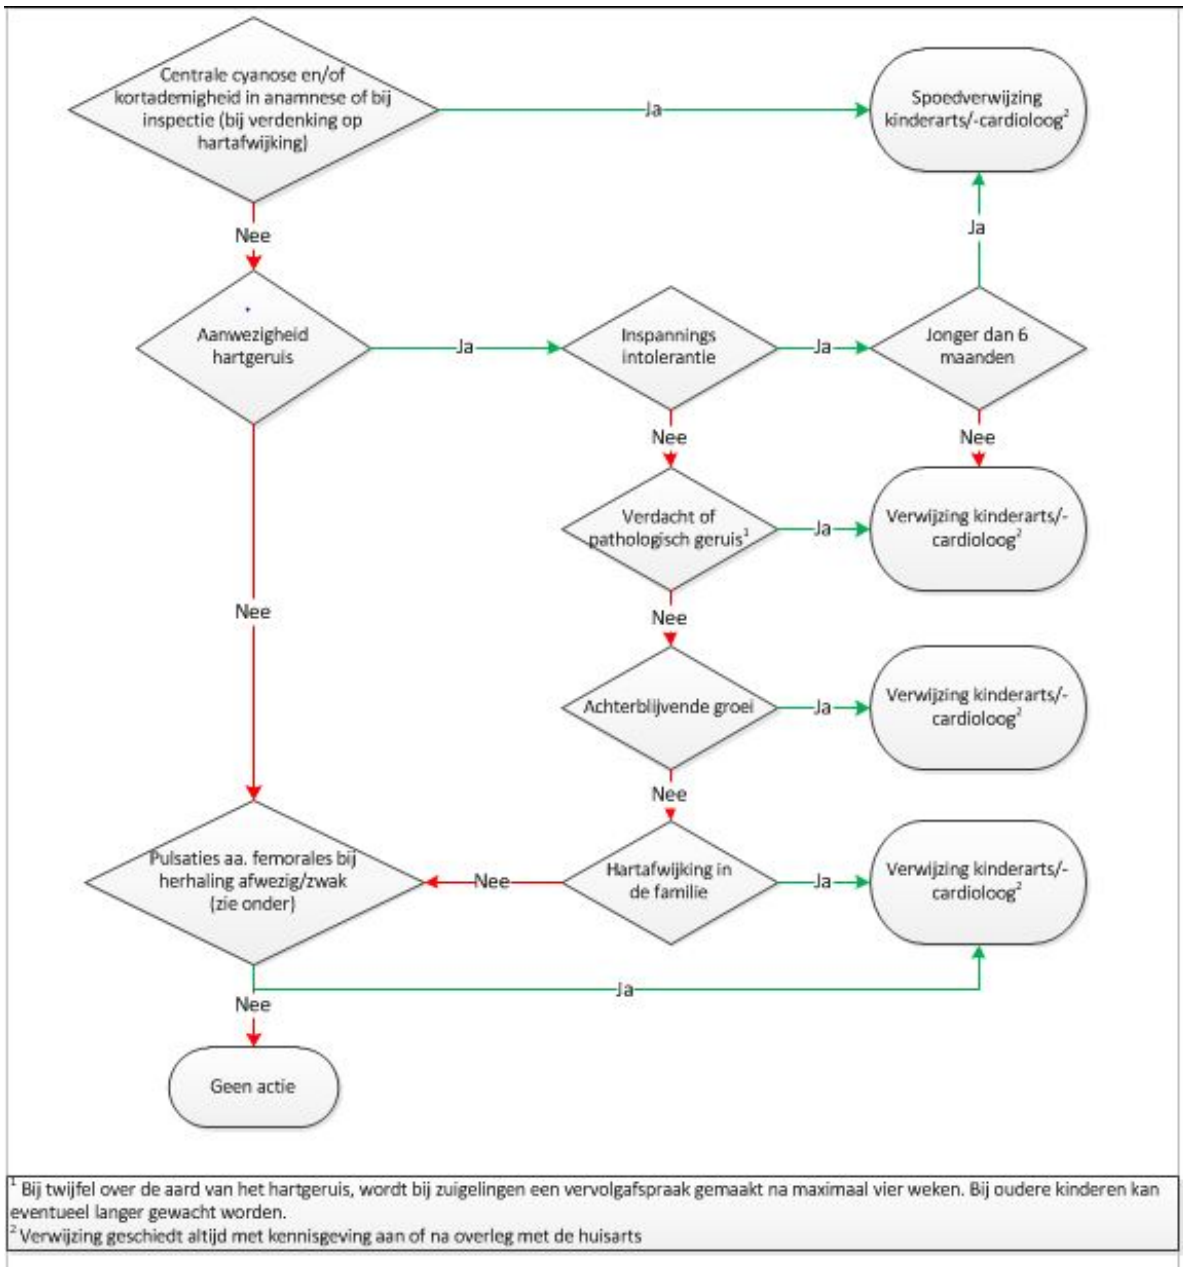 Centrale cyanose en/of
kortademigheid in anamnese of bij
inspectie (bij verdenking op
hartafwijking)
Ja
Spoedverwijzing
kinderarts/-cardioloog²
Nee
Ja
Aanwezigheid
hartgeruis
Ja
Inspannings
intolerantie
Ja
Jonger dan 6
maanden
Nee
Nee
Verdacht of
pathologisch geruis¹
Ja
Verwijzing kinderarts/-
cardioloog²
Nee
Nee
Achterblijvende groei
Ja
Verwijzing kinderarts/-
cardioloog²
Nee
Pulsaties aa. femorales bij
herhaling afwezig/zwak
(zie onder)
Nee
Hartafwijking in
de familie
Ja
Verwijzing kinderarts/-
cardioloog²
Ja
Nee
Geen actie
¹ Bij twijfel over de aard van het hartgeruis, wordt bij zuigelingen een vervolgafspraak gemaakt na maximaal vier weken. Bij oudere kinderen kan
eventueel langer gewacht worden.
² Verwijzing geschiedt altijd met kennisgeving aan of na overleg met de huisarts